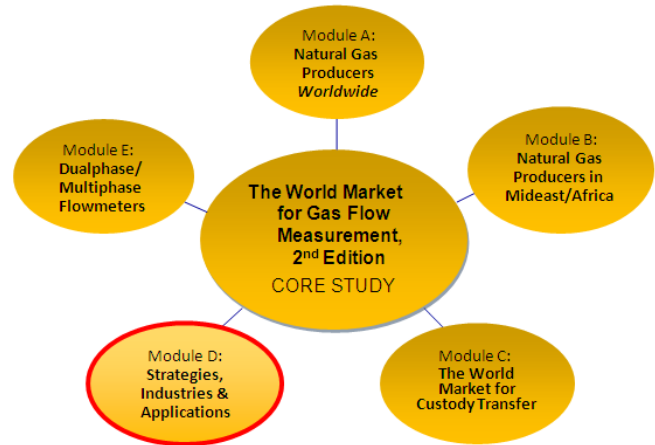 Module A:
Natural Gas
Producers
Worldwide
Module B:
Natural Gas
Producers in
Mideast/Africa
Module E:
Dualphase/
Multiphase
Flowmeters
The World Market
for Gas Flow
Measurement,
2nd Edition
CORE STUDY
Module D:
Strategies,
Industries &
Applications
Module C:
The World
Market for
Custody Transfer